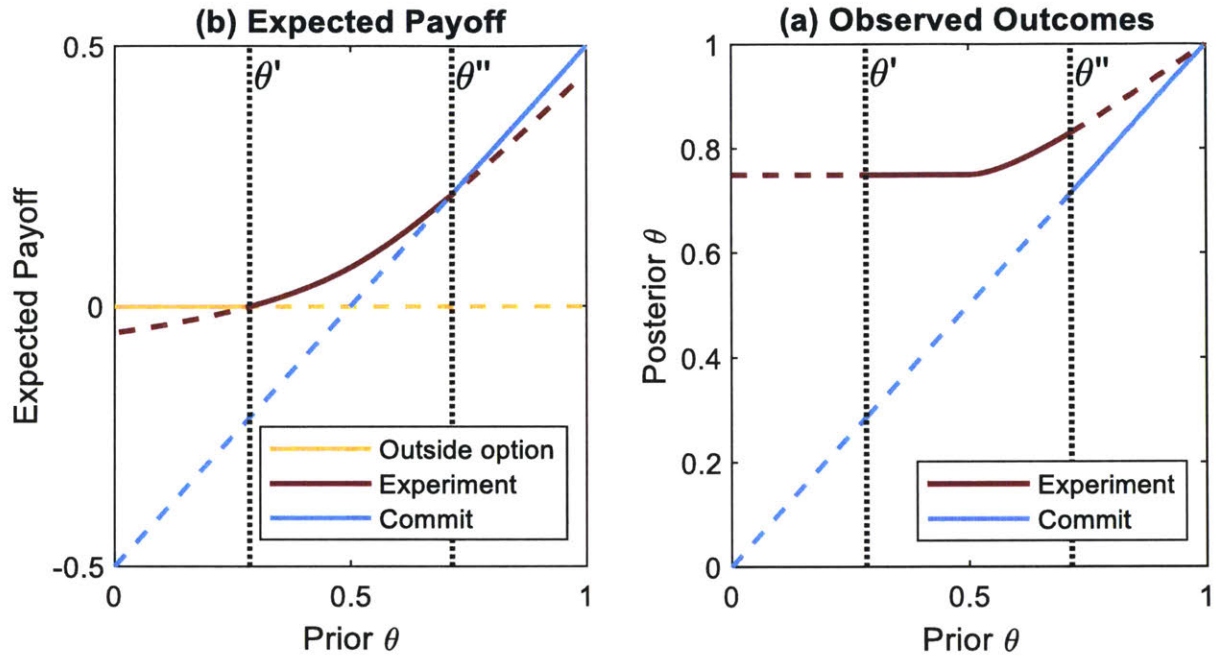 (b) Expected Payoff
0.5
0
-0.5
Expected Payoff
θ'
θ"
Outside option
Experiment
Commit
0
0.5
1
Prior θ
(a) Observed Outcomes
1
0.8
0.6
0.4
0.2
0
Posterior θ
θ'
θ"
Experiment
Commit
0
0.5
1
Prior θ